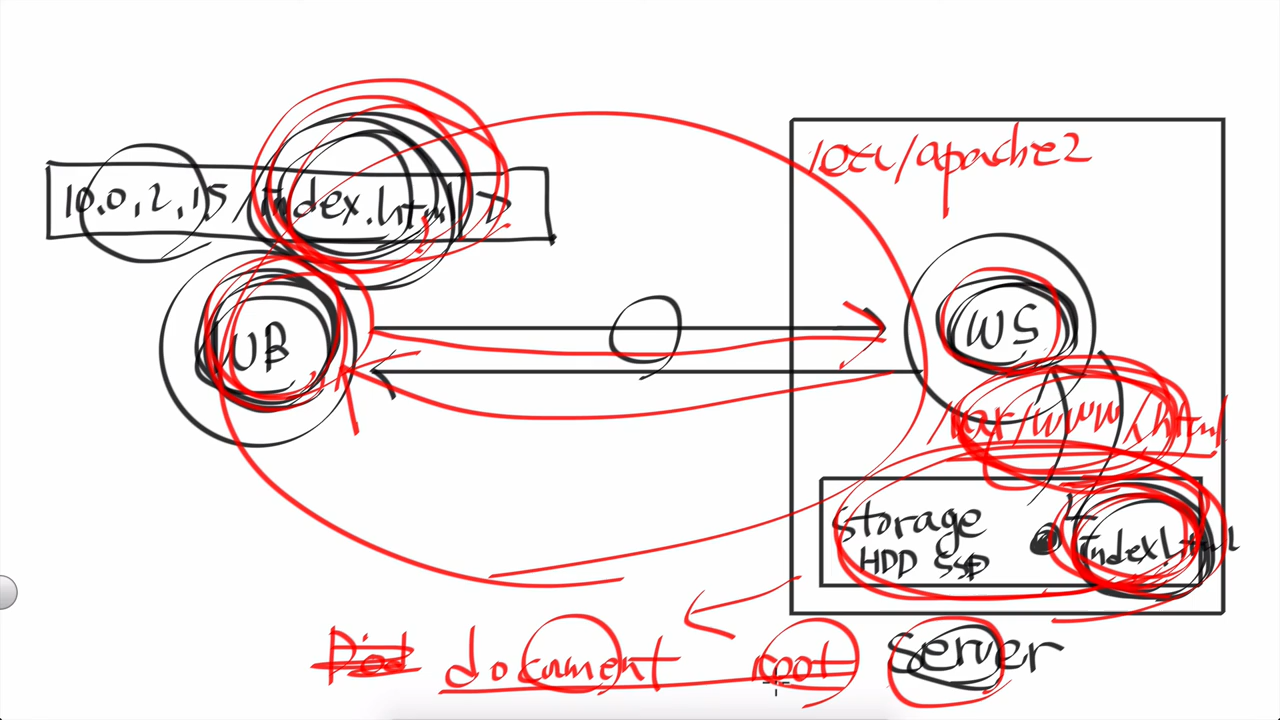 /etc/apache2
10.0.2.15/index.html
WB
WS
/var/www/html
storage
HDD SSD
index.html
document root
server